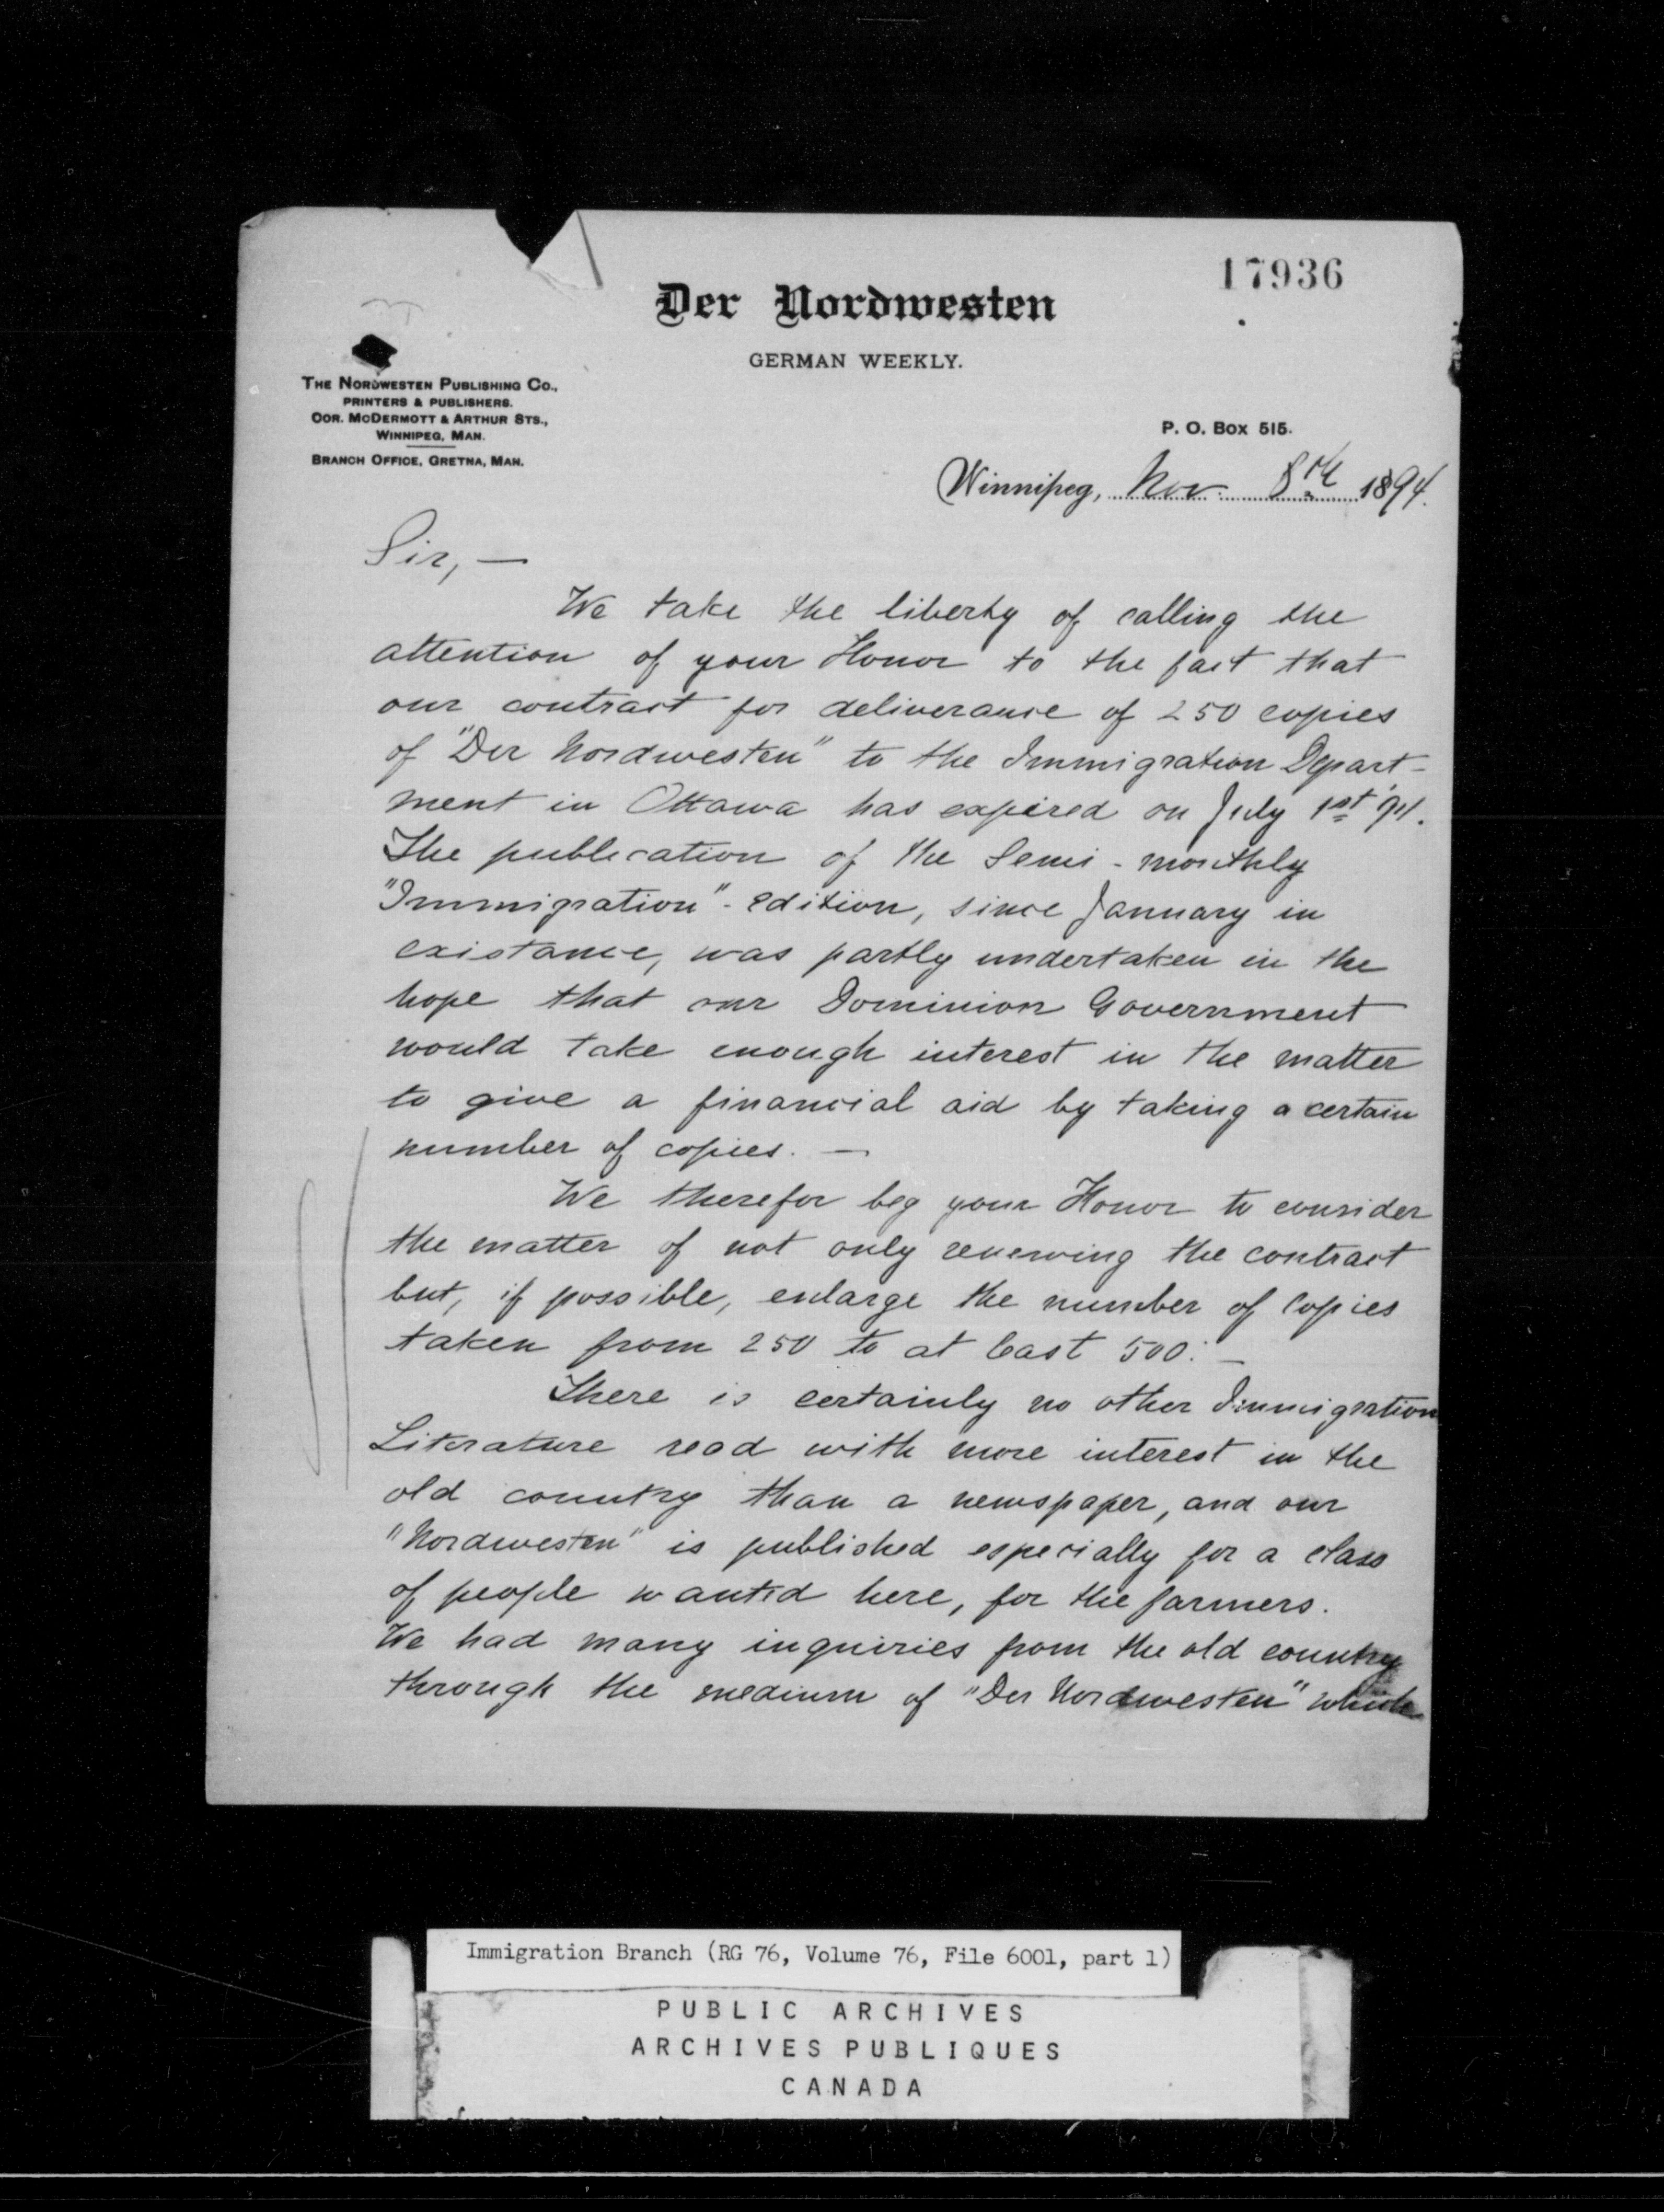 17936
Der Nordwesten
GERMAN WEEKLY.
THE NORDWESTEN PUBLISHING CO.,
PRINTERS & PUBLISHERS.
COR. MCDERMOTT & ARTHUR STS.,
WINNIPEG, MAN.
BRANCH OFFICE, GRETNA, MAN.
P. O. BOX 515.
Winnipeg, Nov. 8th 1894.
Sir, —
We take the liberty of calling the
attention of your Honor to the fact that
our contract for deliverance of 250 copies
of "Der Nordwesten" to the Immigration Depart-
ment in Ottawa has expired on July 1st 94.
The publication of the Semi-monthly
"Immigration"-Edition, since January in
existance, was partly undertaken in the
hope that our Dominion Government
would take enough interest in the matter
to give a financial aid by taking a certain
number of copies. —
We therefor beg your Honor to consider
the matter of not only renewing the contract
but, if possible, enlarge the number of Copies
taken from 250 to at least 500. —
There is certainly no other Immigration
Literature read with more interest in the
old country than a newspaper, and our
"Nordwesten" is published especially for a class
of people wanted here, for the farmers.
We had many inquiries from the old country
through the medium of "Der Nordwesten" which
Immigration Branch (RG 76, Volume 76, File 6001, part 1)
PUBLIC ARCHIVES
ARCHIVES PUBLIQUES
CANADA